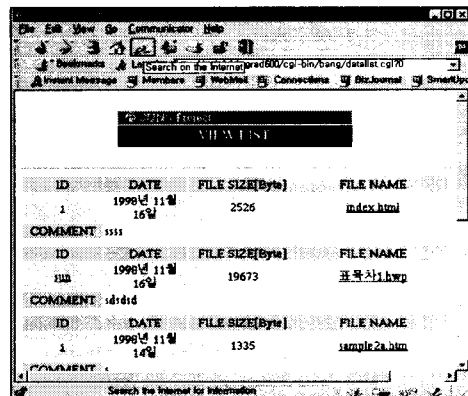 File Edit View Go Communicator Help
Bookmarks
Search on the Internet
grad600/cgi-bin/bang/datalist.cgi?0
Instant Message Members WebMail Connections BizJournal SmartUp
Project
VIEW LIST
ID DATE FILE SIZE[Byte] FILE NAME
1 1998년 11월 16일 2526 index.html
COMMENT ssss
ID DATE FILE SIZE[Byte] FILE NAME
sun 1998년 11월 16일 19673 표목차1.hwp
COMMENT sdsdsd
ID DATE FILE SIZE[Byte] FILE NAME
1 1998년 11월 14일 1335 sample2a.htm
COMMENT s
Search the Internet for information